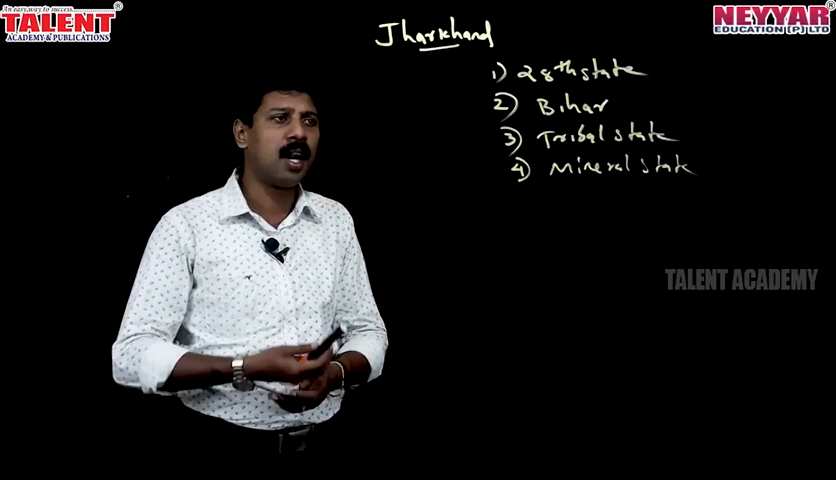 An easy way to success...
TALENT®
ACADEMY & PUBLICATIONS
NEYYAR®
EDUCATION (P) LTD
Jharkhand
1) 28th state
2) Bihar
3) Tribal state
4) Mineral state
TALENT ACADEMY